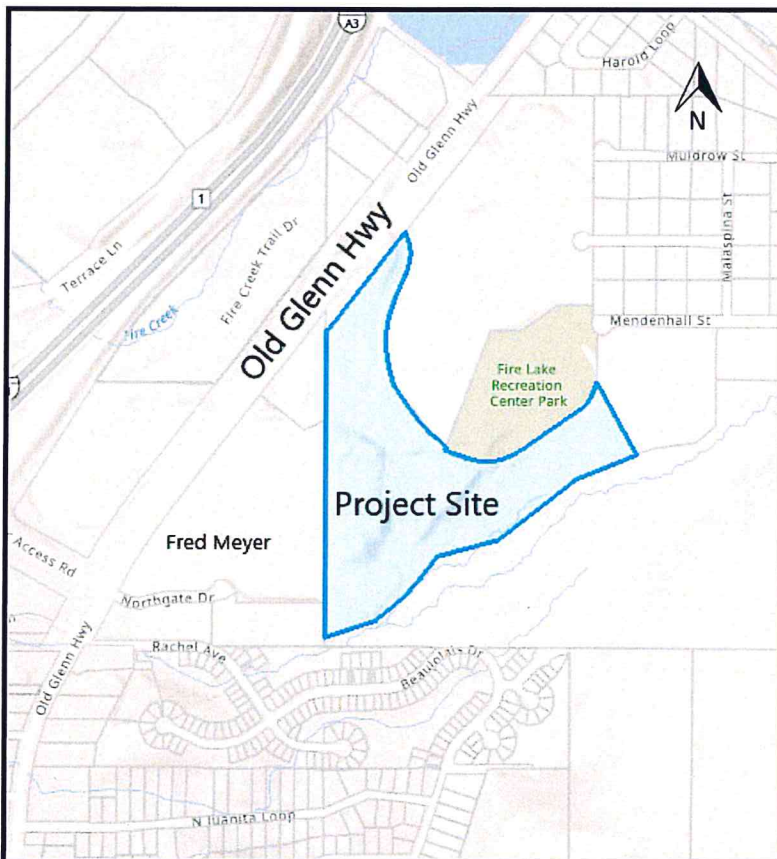 A3
Harold Loop
N
Old Glenn Hwy
Muldrow St
1
Malaspina St
Terrace Ln
Fire Creek Trail Dr
Old Glenn Hwy
Fire Creek
Mendenhall St
Fire Lake
Recreation
Center Park
Project Site
Fred Meyer
Access Rd
Northgate Dr
Old Glenn Hwy
Rachel Ave
Beaujolais Dr
N Juanita Loop